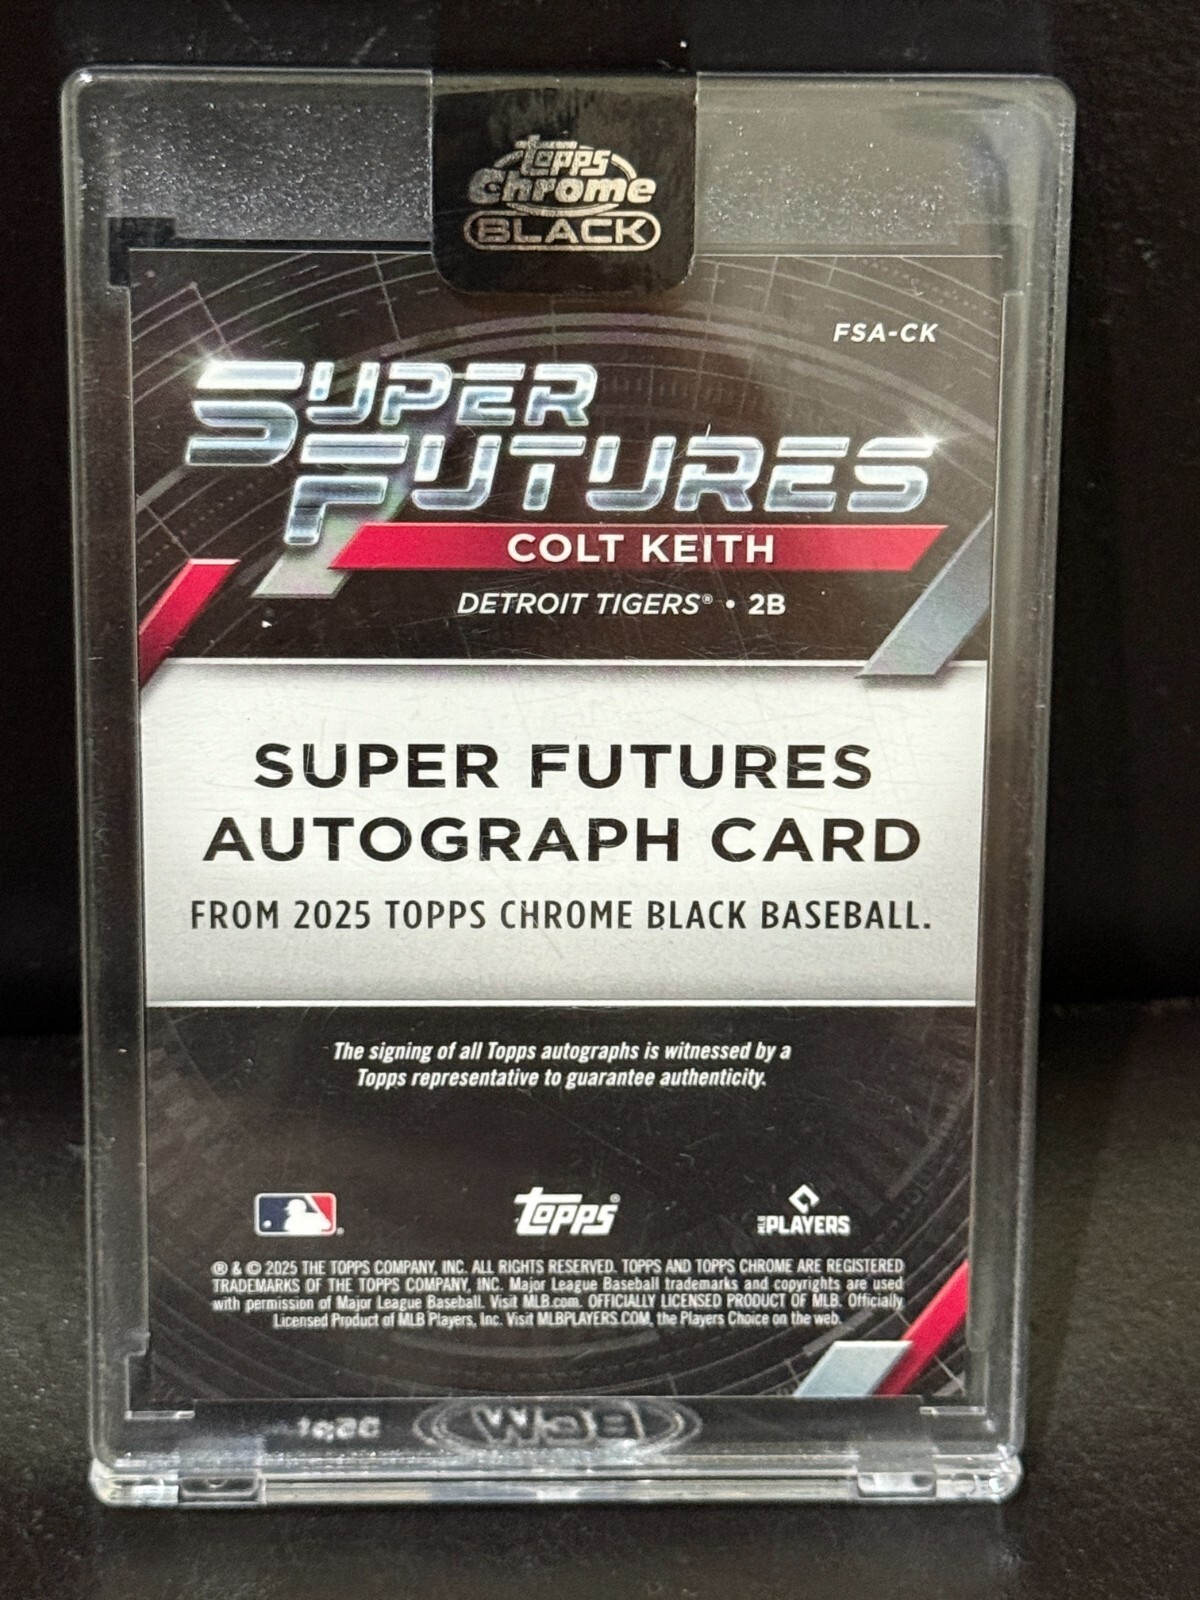 Topps
Chrome
BLACK
FSA-CK
SUPER
FUTURES
COLT KEITH
DETROIT TIGERS® • 2B
SUPER FUTURES
AUTOGRAPH CARD
FROM 2025 TOPPS CHROME BLACK BASEBALL.
The signing of all Topps autographs is witnessed by a
Topps representative to guarantee authenticity.
Topps®
MLB PLAYERS
® & © 2025 THE TOPPS COMPANY, INC. ALL RIGHTS RESERVED. TOPPS AND TOPPS CHROME ARE REGISTERED
TRADEMARKS OF THE TOPPS COMPANY, INC. Major League Baseball trademarks and copyrights are used
with permission of Major League Baseball. Visit MLB.com. OFFICIALLY LICENSED PRODUCT OF MLB. Officially
Licensed Product of MLB Players, Inc. Visit MLBPLAYERS.COM, the Players Choice on the web.